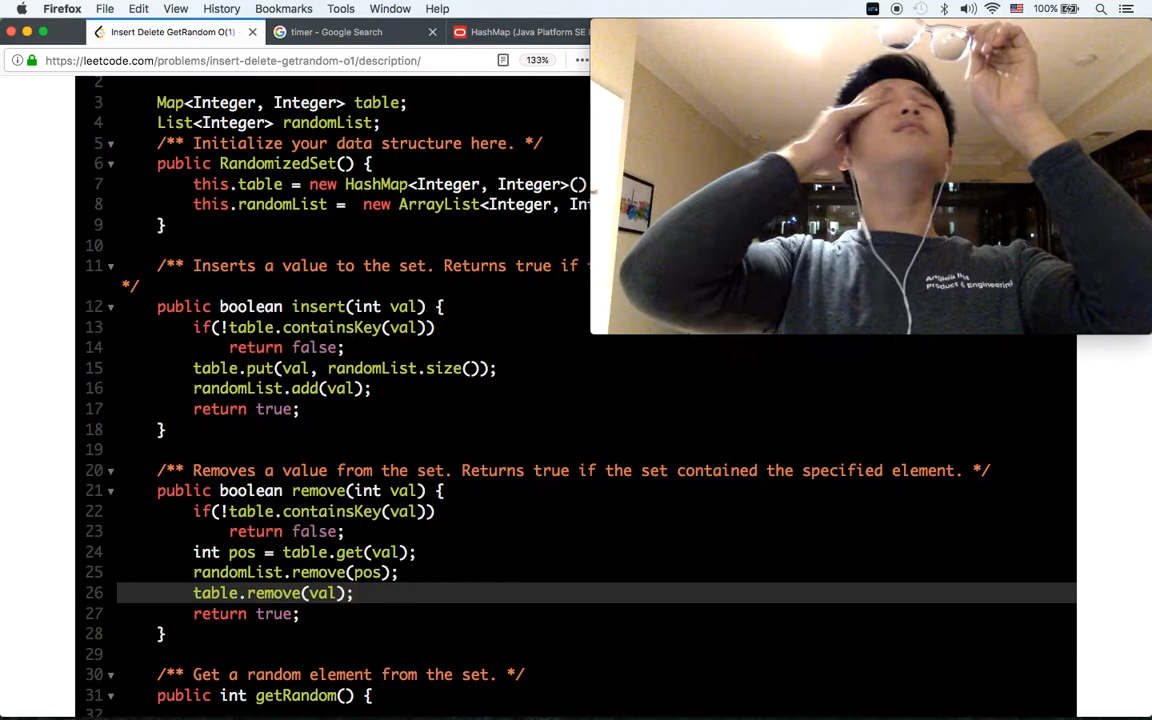 Firefox File Edit View History Bookmarks Tools Window Help 100%
Insert Delete GetRandom O(1) timer - Google Search HashMap (Java Platform SE
https://leetcode.com/problems/insert-delete-getrandom-o1/description/ 133%
2
3 Map<Integer, Integer> table;
4 List<Integer> randomList;
5 /** Initialize your data structure here. */
6 public RandomizedSet() {
7 this.table = new HashMap<Integer, Integer>()
8 this.randomList = new ArrayList<Integer, In
9 }
10
11 /** Inserts a value to the set. Returns true if
*/
12 public boolean insert(int val) {
13 if(!table.containsKey(val))
14 return false;
15 table.put(val, randomList.size());
16 randomList.add(val);
17 return true;
18 }
19
20 /** Removes a value from the set. Returns true if the set contained the specified element. */
21 public boolean remove(int val) {
22 if(!table.containsKey(val))
23 return false;
24 int pos = table.get(val);
25 randomList.remove(pos);
26 table.remove(val);
27 return true;
28 }
29
30 /** Get a random element from the set. */
31 public int getRandom() {
32
Product & Engineering